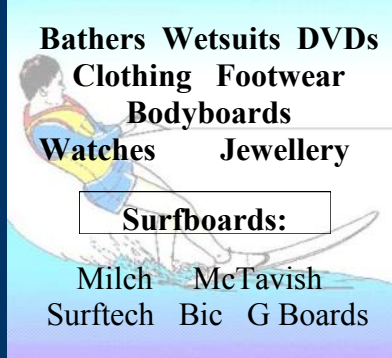 Bathers Wetsuits DVDs
Clothing Footwear
Bodyboards
Watches Jewellery
Surfboards:
Milch McTavish
Surftech Bic G Boards